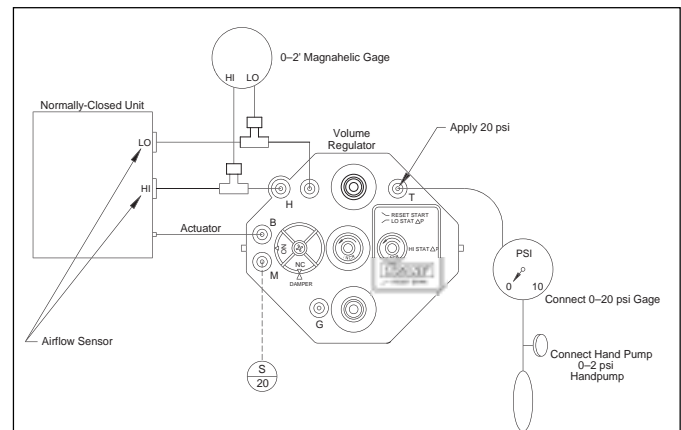 0–2' Magnahelic Gage
HI LO
Normally-Closed Unit
LO
HI
Volume
Regulator
Apply 20 psi
H
T
Actuator
B
M
G
NO
NC
DAMPER
RESET START
LO STAT △P
HI STAT △P
PSI
0 10
Connect 0–20 psi Gage
Airflow Sensor
S
20
Connect Hand Pump
0–2 psi
Handpump